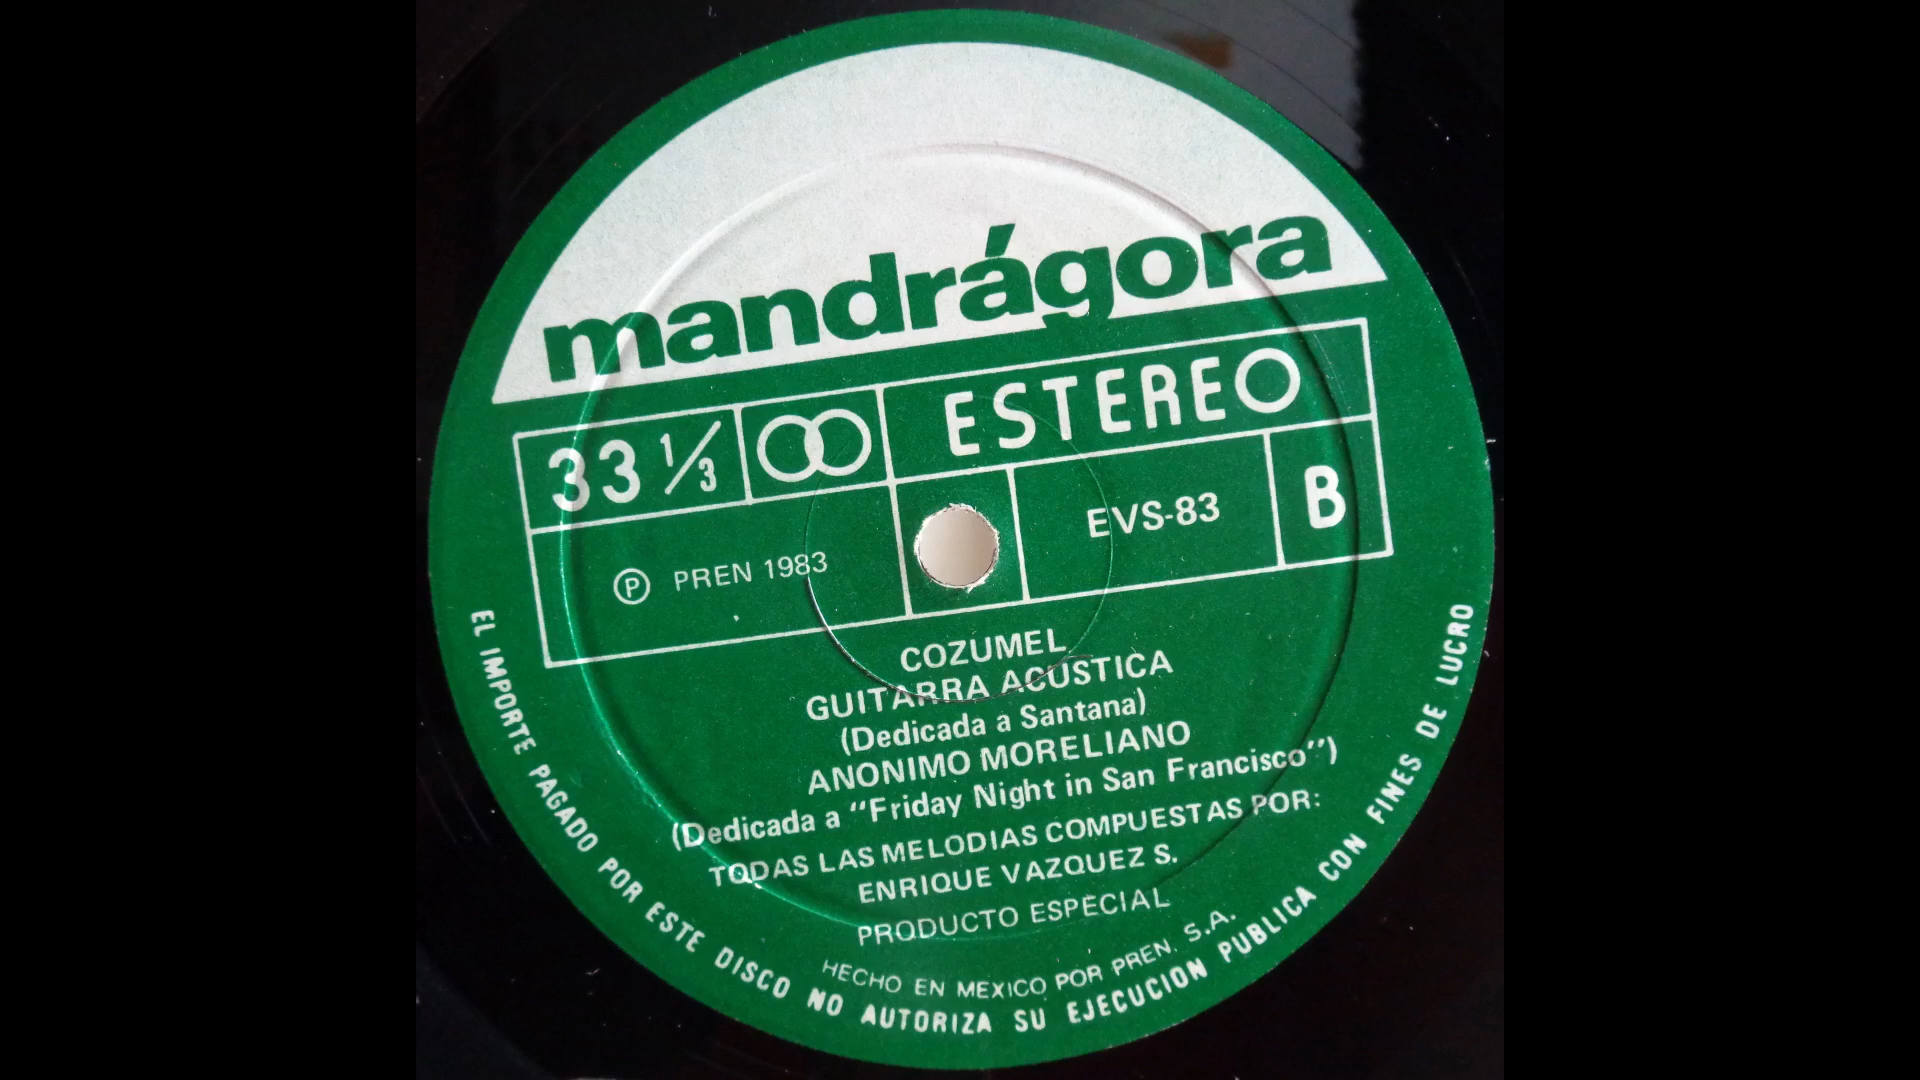 mandrágora
33 1/3 ESTEREO
Ⓟ PREN 1983 EVS-83 B
COZUMEL
GUITARRA ACUSTICA
(Dedicada a Santana)
ANONIMO MORELIANO
(Dedicada a "Friday Night in San Francisco")
TODAS LAS MELODIAS COMPUESTAS POR:
ENRIQUE VAZQUEZ S.
PRODUCTO ESPECIAL
HECHO EN MEXICO POR PREN. S.A.
EL IMPORTE PAGADO POR ESTE DISCO NO AUTORIZA SU EJECUCION PUBLICA CON FINES DE LUCRO